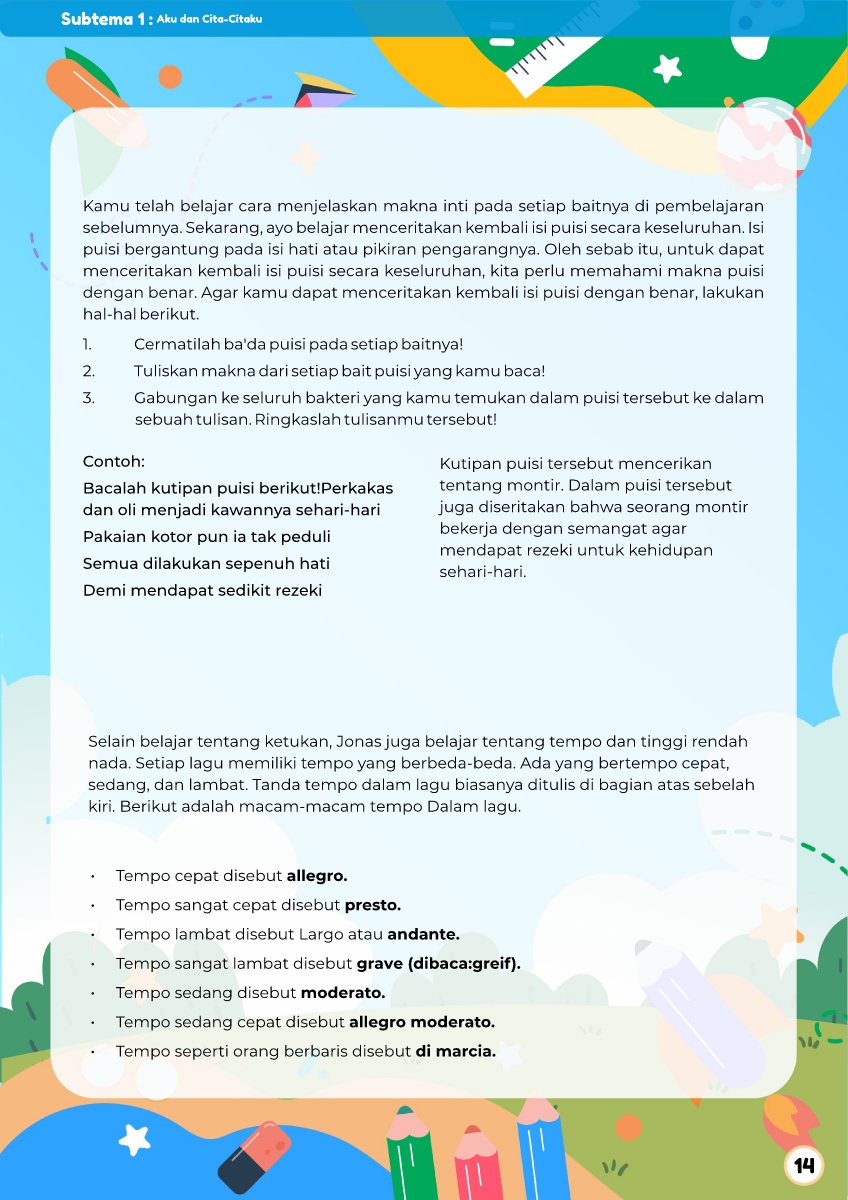 Subtema 1 : Aku dan Cita-Citaku
Kamu telah belajar cara menjelaskan makna inti pada setiap baitnya di pembelajaran
sebelumnya. Sekarang, ayo belajar menceritakan kembali isi puisi secara keseluruhan. Isi
puisi bergantung pada isi hati atau pikiran pengarangnya. Oleh sebab itu, untuk dapat
menceritakan kembali isi puisi secara keseluruhan, kita perlu memahami makna puisi
dengan benar. Agar kamu dapat menceritakan kembali isi puisi dengan benar, lakukan
hal-hal berikut.
1. Cermatilah ba'da puisi pada setiap baitnya!
2. Tuliskan makna dari setiap bait puisi yang kamu baca!
3. Gabungan ke seluruh bakteri yang kamu temukan dalam puisi tersebut ke dalam
sebuah tulisan. Ringkaslah tulisanmu tersebut!
Contoh:
Bacalah kutipan puisi berikut!Perkakas
dan oli menjadi kawannya sehari-hari
Pakaian kotor pun ia tak peduli
Semua dilakukan sepenuh hati
Demi mendapat sedikit rezeki
Kutipan puisi tersebut mencerikan
tentang montir. Dalam puisi tersebut
juga diseritakan bahwa seorang montir
bekerja dengan semangat agar
mendapat rezeki untuk kehidupan
sehari-hari.
Selain belajar tentang ketukan, Jonas juga belajar tentang tempo dan tinggi rendah
nada. Setiap lagu memiliki tempo yang berbeda-beda. Ada yang bertempo cepat,
sedang, dan lambat. Tanda tempo dalam lagu biasanya ditulis di bagian atas sebelah
kiri. Berikut adalah macam-macam tempo Dalam lagu.
• Tempo cepat disebut allegro.
• Tempo sangat cepat disebut presto.
• Tempo lambat disebut Largo atau andante.
• Tempo sangat lambat disebut grave (dibaca:greif).
• Tempo sedang disebut moderato.
• Tempo sedang cepat disebut allegro moderato.
• Tempo seperti orang berbaris disebut di marcia.
14